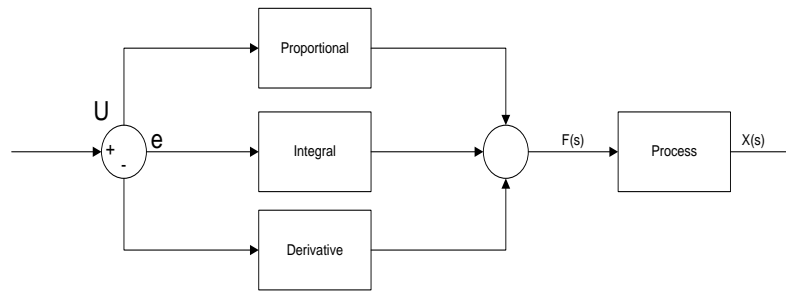 Proportional
U
+
-
e
Integral
F(s)
Process
X(s)
Derivative